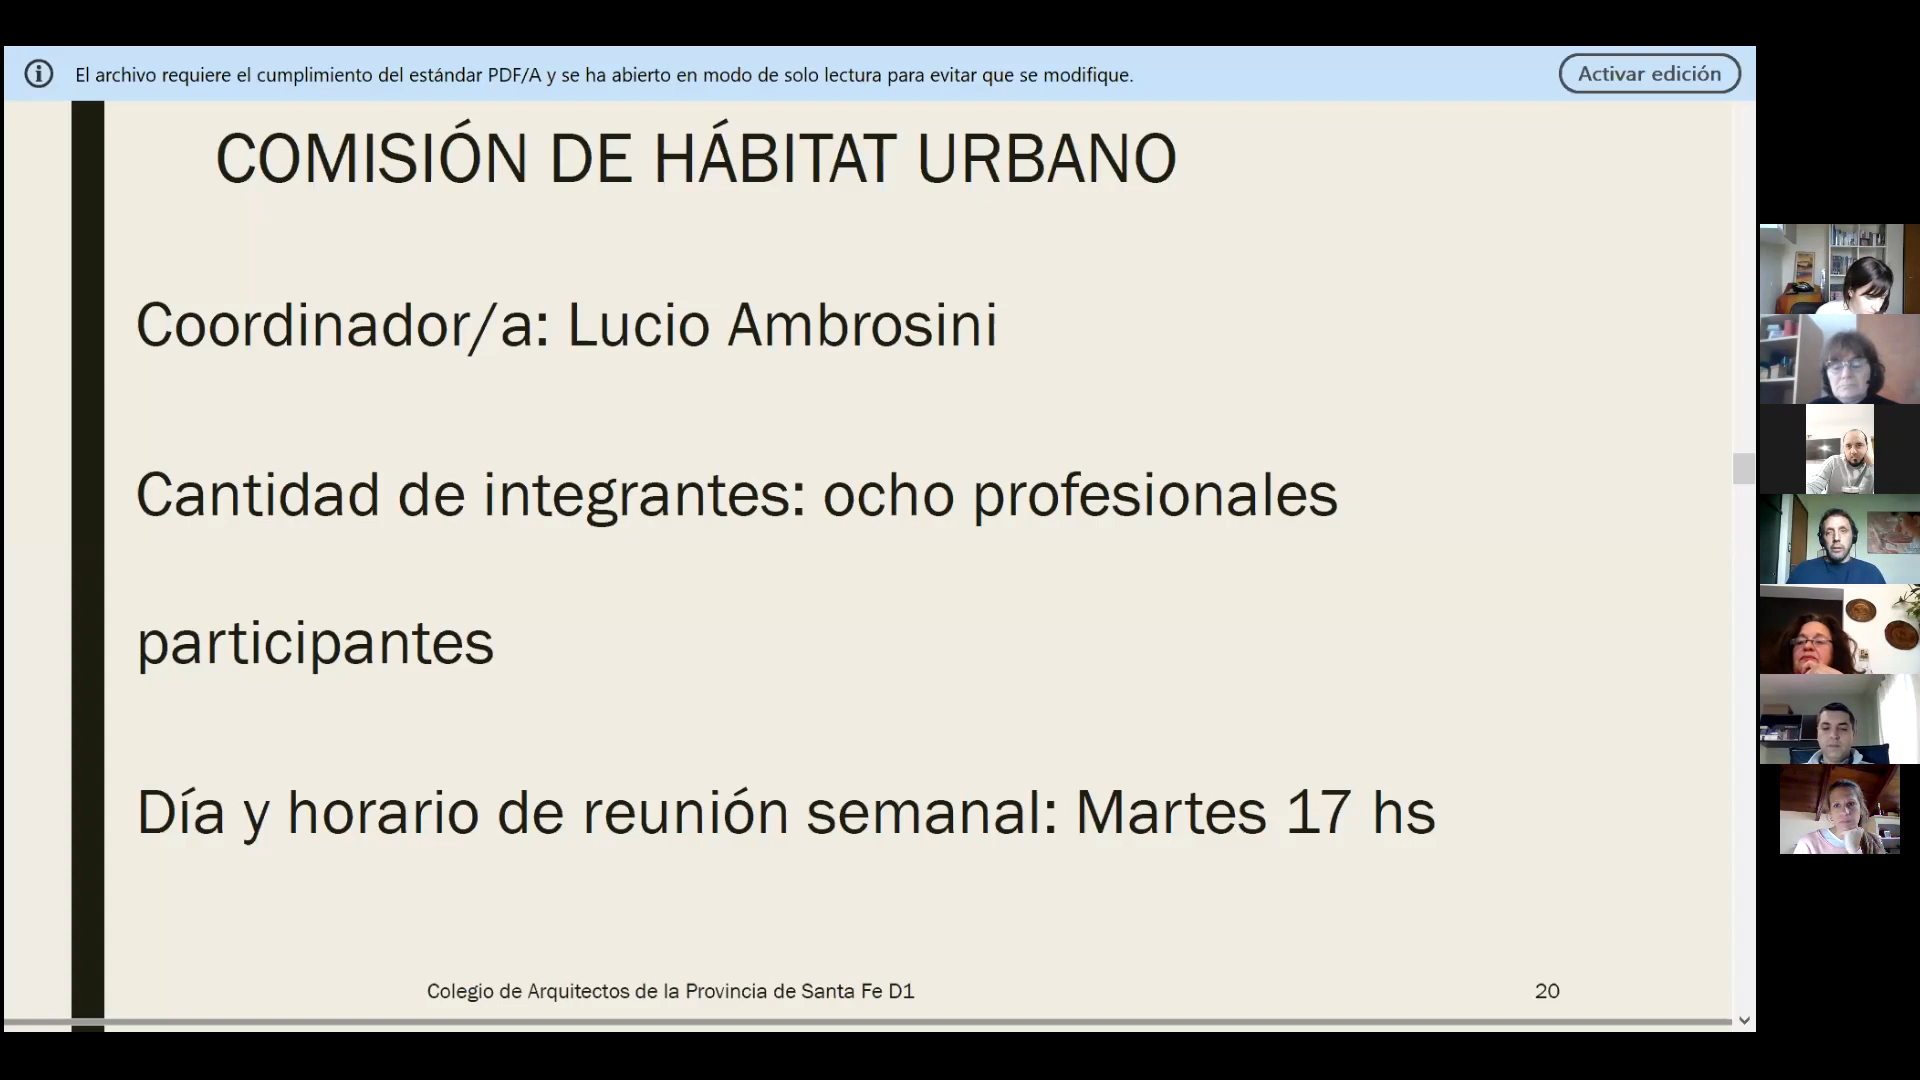 El archivo requiere el cumplimiento del estándar PDF/A y se ha abierto en modo de solo lectura para evitar que se modifique.
Activar edición
COMISIÓN DE HÁBITAT URBANO
Coordinador/a: Lucio Ambrosini
Cantidad de integrantes: ocho profesionales
participantes
Día y horario de reunión semanal: Martes 17 hs
Colegio de Arquitectos de la Provincia de Santa Fe D1
20